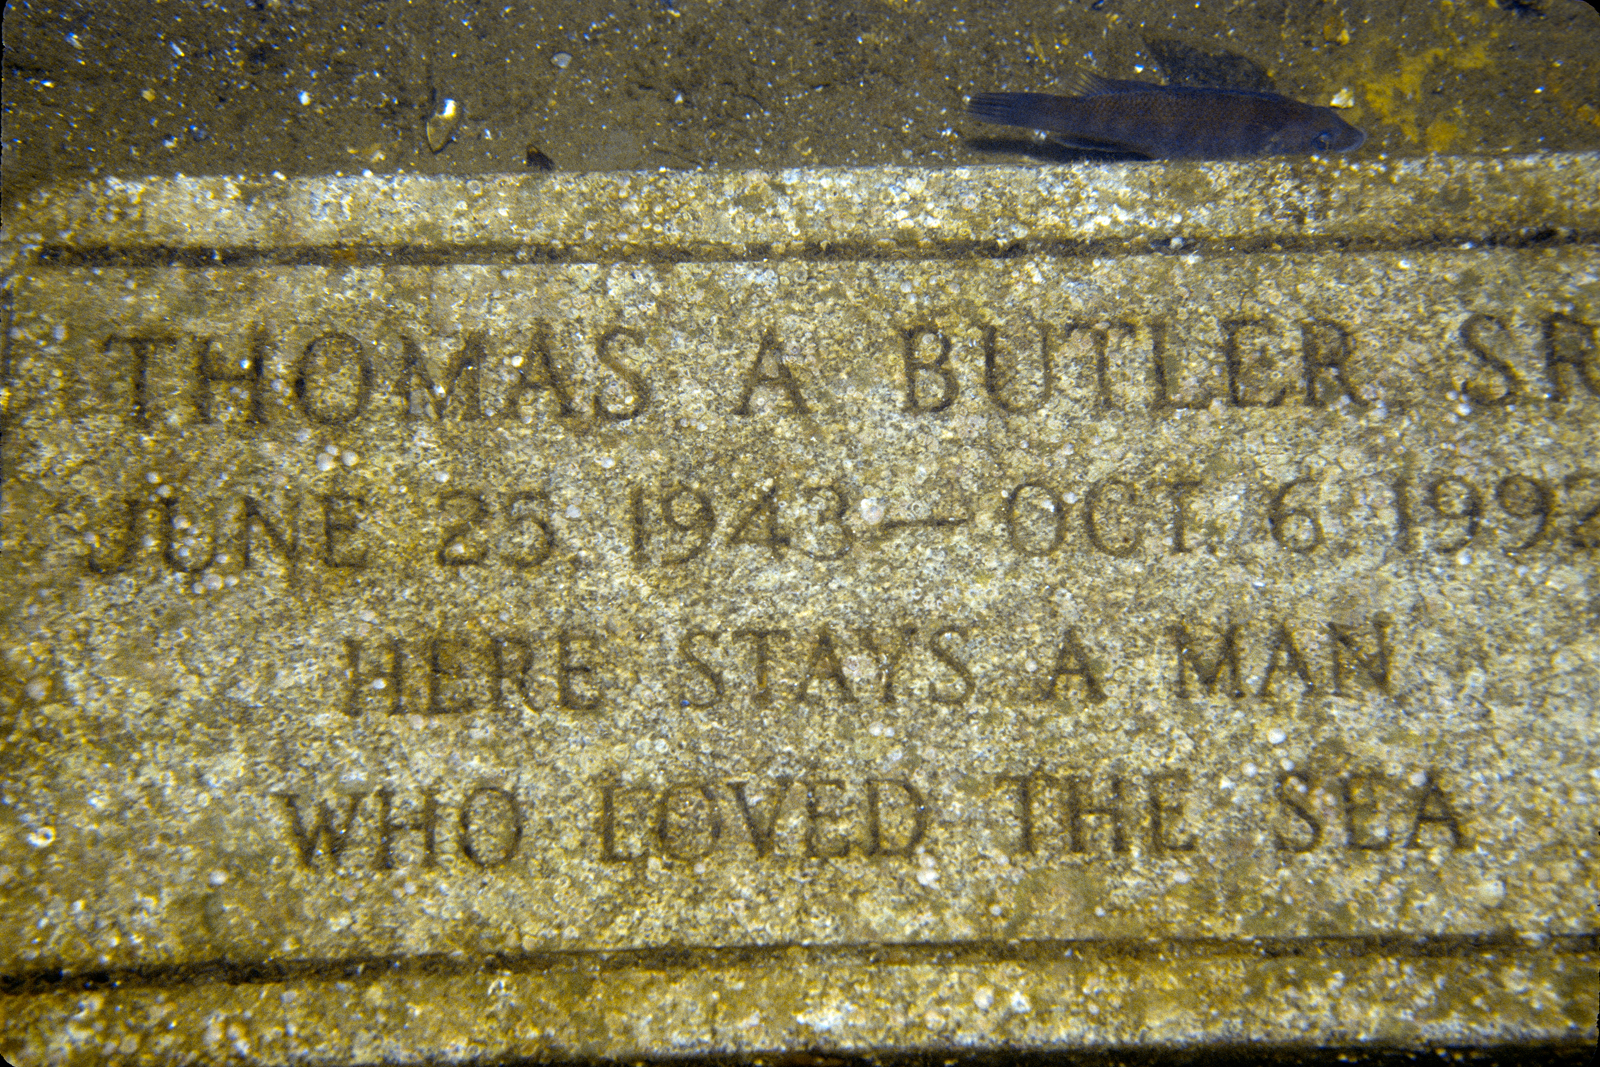 THOMAS A BUTLER SR
JUNE 25, 1943 — OCT. 6, 1992
HERE STAYS A MAN
WHO LOVED THE SEA